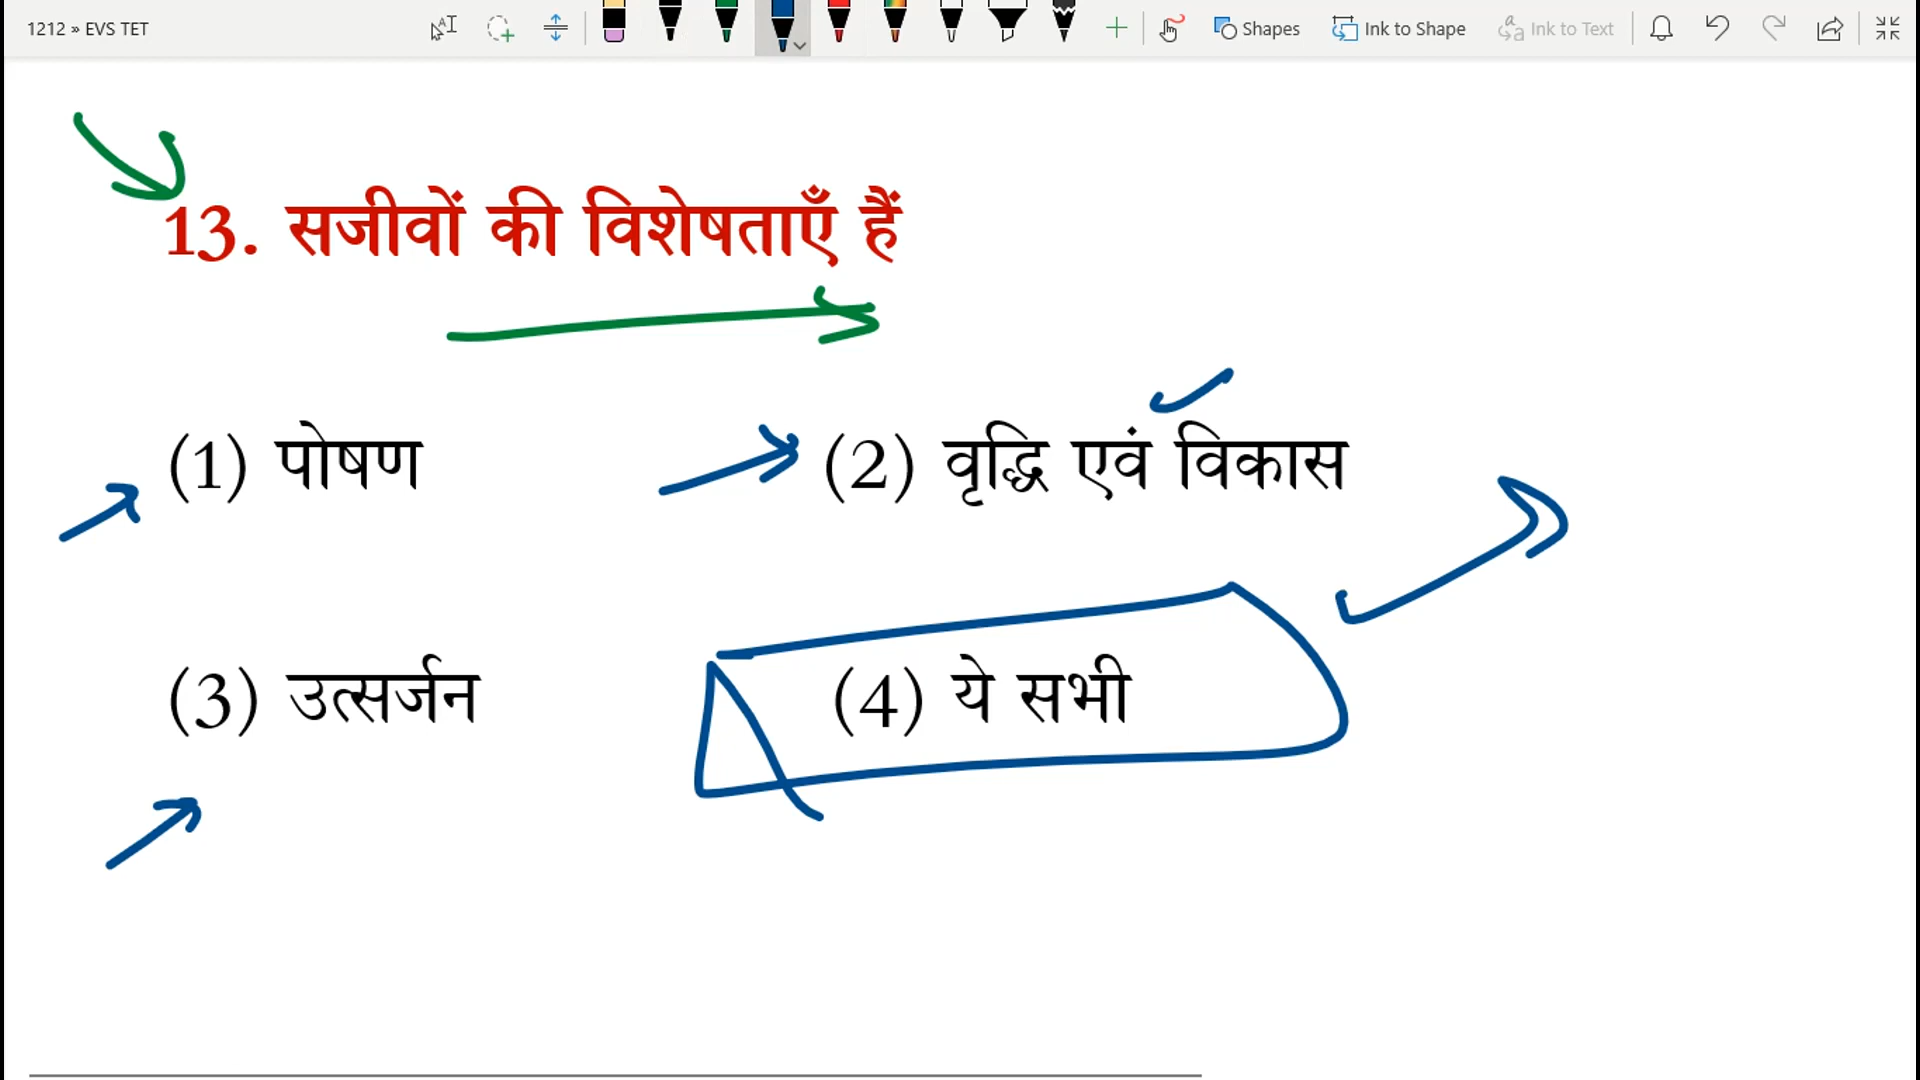 1212 » EVS TET
Shapes
Ink to Shape
Ink to Text
13. सजीवों की विशेषताएँ हैं
(1) पोषण
(2) वृद्धि एवं विकास
(3) उत्सर्जन
(4) ये सभी